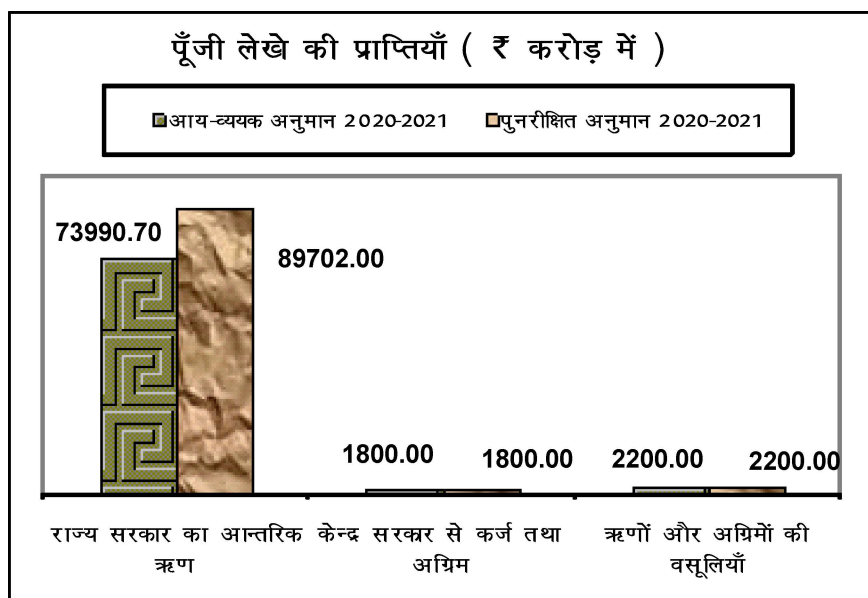 पूँजी लेखे की प्राप्तियाँ ( ₹ करोड़ में )
आय-व्ययक अनुमान 2020-2021 पुनरीक्षित अनुमान 2020-2021
73990.70
89702.00
1800.00 1800.00 2200.00 2200.00
राज्य सरकार का आन्तरिक केन्द्र सरकार से कर्ज तथा ऋणों और अग्रिमों की
ऋण अग्रिम वसूलियाँ